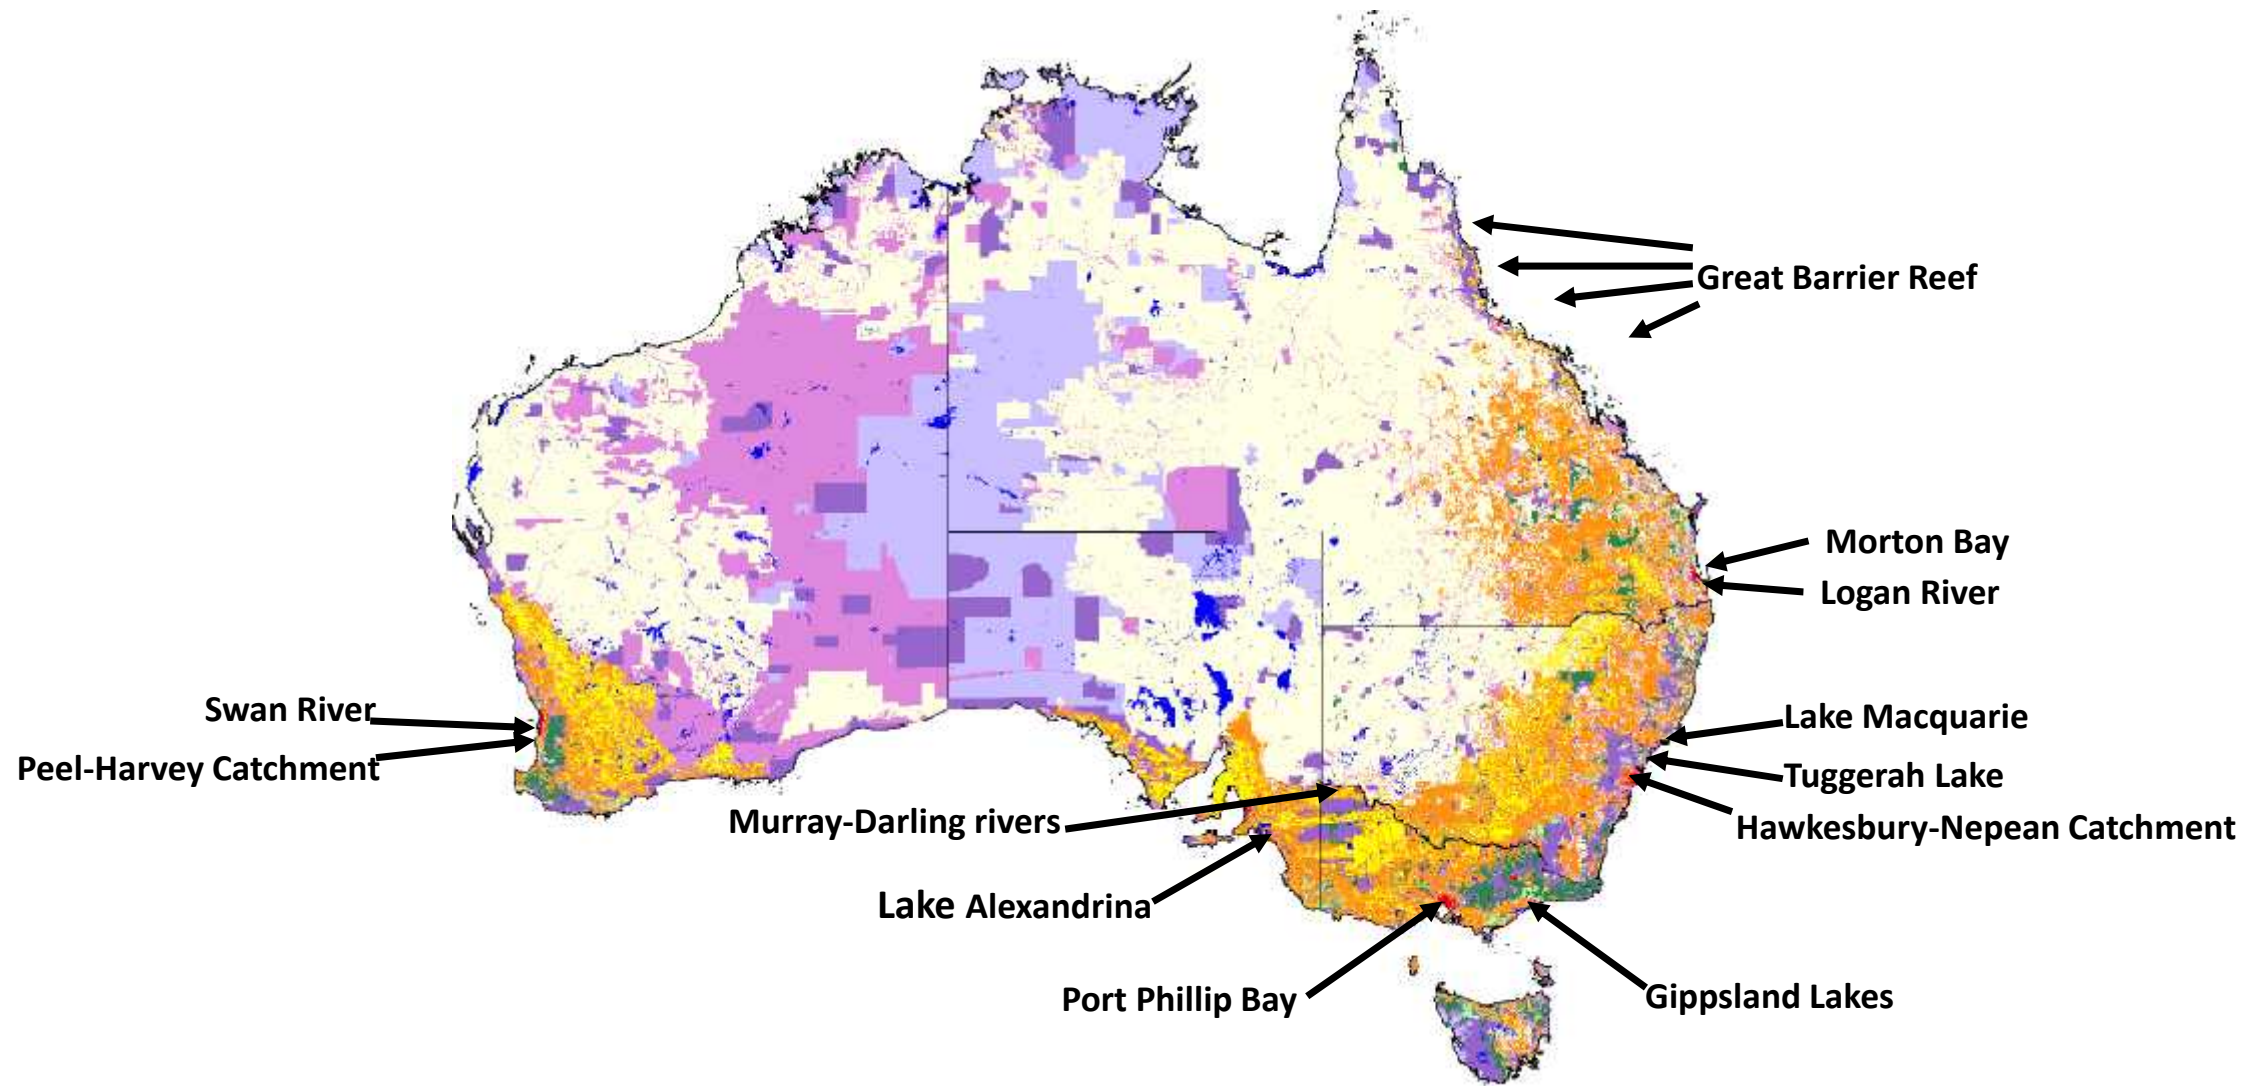 Great Barrier Reef
Morton Bay
Logan River
Swan River
Lake Macquarie
Peel-Harvey Catchment
Tuggerah Lake
Murray-Darling rivers
Hawkesbury-Nepean Catchment
Lake Alexandrina
Port Phillip Bay
Gippsland Lakes